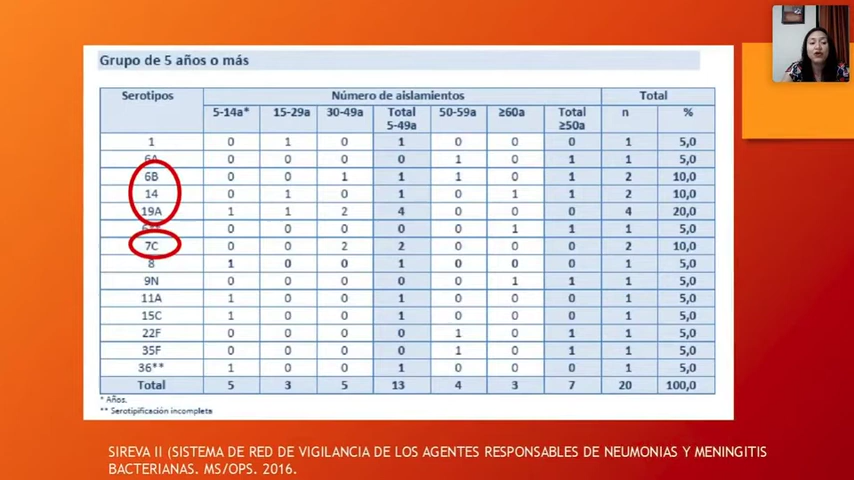 Grupo de 5 años o más
Serotipos Número de aislamientos Total
5-14a* 15-29a 30-49a Total 5-49a 50-59a ≥60a Total ≥50a n %
1 0 1 0 1 0 0 0 1 5,0
6A 0 0 0 0 1 0 1 1 5,0
6B 0 0 1 1 1 0 1 2 10,0
14 0 1 0 1 0 1 1 2 10,0
19A 1 1 2 4 0 0 0 4 20,0
6** 0 0 0 0 0 1 1 1 5,0
7C 0 0 2 2 0 0 0 2 10,0
8 1 0 0 1 0 0 0 1 5,0
9N 0 0 0 0 0 1 1 1 5,0
11A 1 0 0 1 0 0 0 1 5,0
15C 1 0 0 1 0 0 0 1 5,0
22F 0 0 0 0 1 0 1 1 5,0
35F 0 0 0 0 1 0 1 1 5,0
36** 1 0 0 1 0 0 0 1 5,0
Total 5 3 5 13 4 3 7 20 100,0
* Años.
** Serotipificación incompleta
SIREVA II (SISTEMA DE RED DE VIGILANCIA DE LOS AGENTES RESPONSABLES DE NEUMONIAS Y MENINGITIS
BACTERIANAS. MS/OPS. 2016.